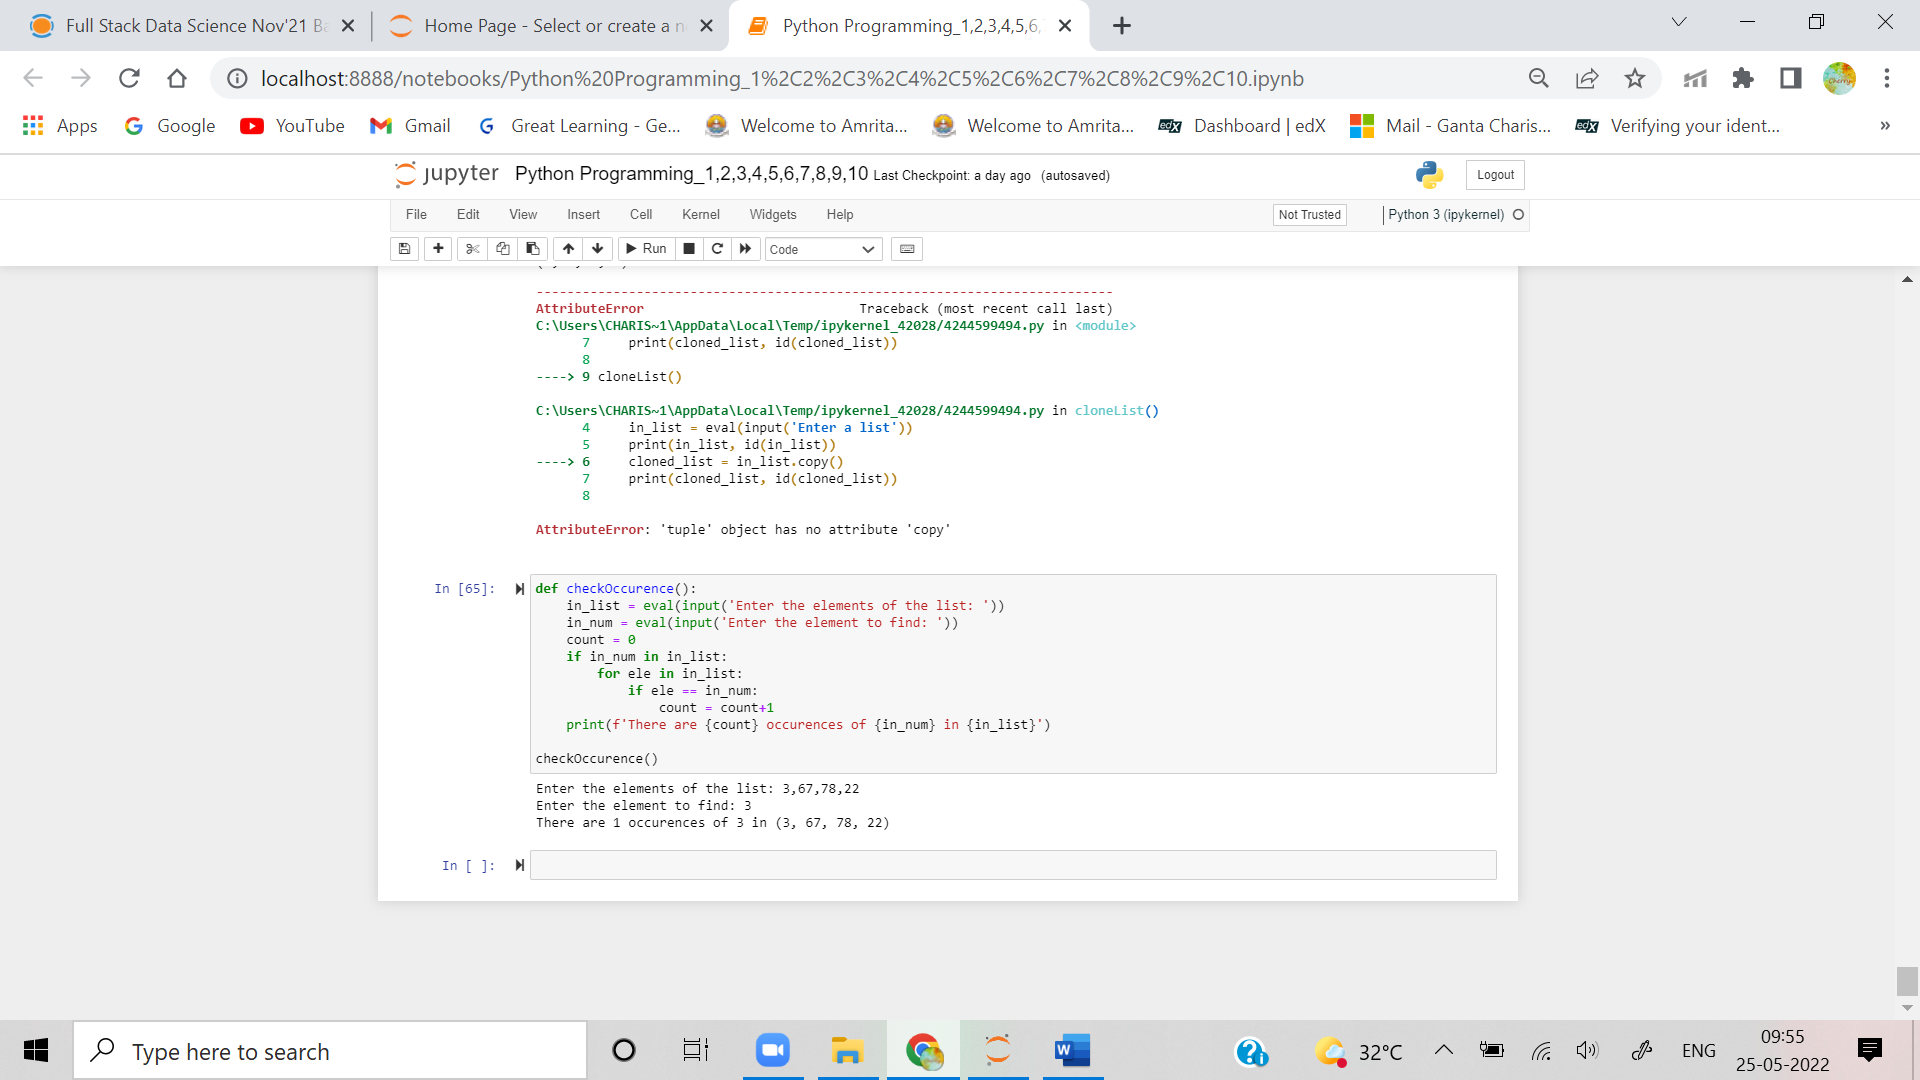 Full Stack Data Science Nov'21 Ba
Home Page - Select or create a n
Python Programming_1,2,3,4,5,6,
localhost:8888/notebooks/Python%20Programming_1%2C2%2C3%2C4%2C5%2C6%2C7%2C8%2C9%2C10.ipynb
Apps Google YouTube Gmail Great Learning - Ge... Welcome to Amrita... Welcome to Amrita... Dashboard | edX Mail - Ganta Charis... Verifying your ident... »
jupyter Python Programming_1,2,3,4,5,6,7,8,9,10 Last Checkpoint: a day ago (autosaved) Logout
File Edit View Insert Cell Kernel Widgets Help Not Trusted Python 3 (ipykernel)
Run Code
---------------------------------------------------------------------------
AttributeError                            Traceback (most recent call last)
C:\Users\CHARIS~1\AppData\Local\Temp/ipykernel_42028/4244599494.py in <module>
      7     print(cloned_list, id(cloned_list))
      8
----> 9 cloneList()
C:\Users\CHARIS~1\AppData\Local\Temp/ipykernel_42028/4244599494.py in cloneList()
      4     in_list = eval(input('Enter a list'))
      5     print(in_list, id(in_list))
----> 6     cloned_list = in_list.copy()
      7     print(cloned_list, id(cloned_list))
      8
AttributeError: 'tuple' object has no attribute 'copy'
In [65]: def checkOccurence():
    in_list = eval(input('Enter the elements of the list: '))
    in_num = eval(input('Enter the element to find: '))
    count = 0
    if in_num in in_list:
        for ele in in_list:
            if ele == in_num:
                count = count+1
    print(f'There are {count} occurences of {in_num} in {in_list}')
checkOccurence()
Enter the elements of the list: 3,67,78,22
Enter the element to find: 3
There are 1 occurences of 3 in (3, 67, 78, 22)
In [ ]:
Type here to search
32°C
ENG
09:55
25-05-2022